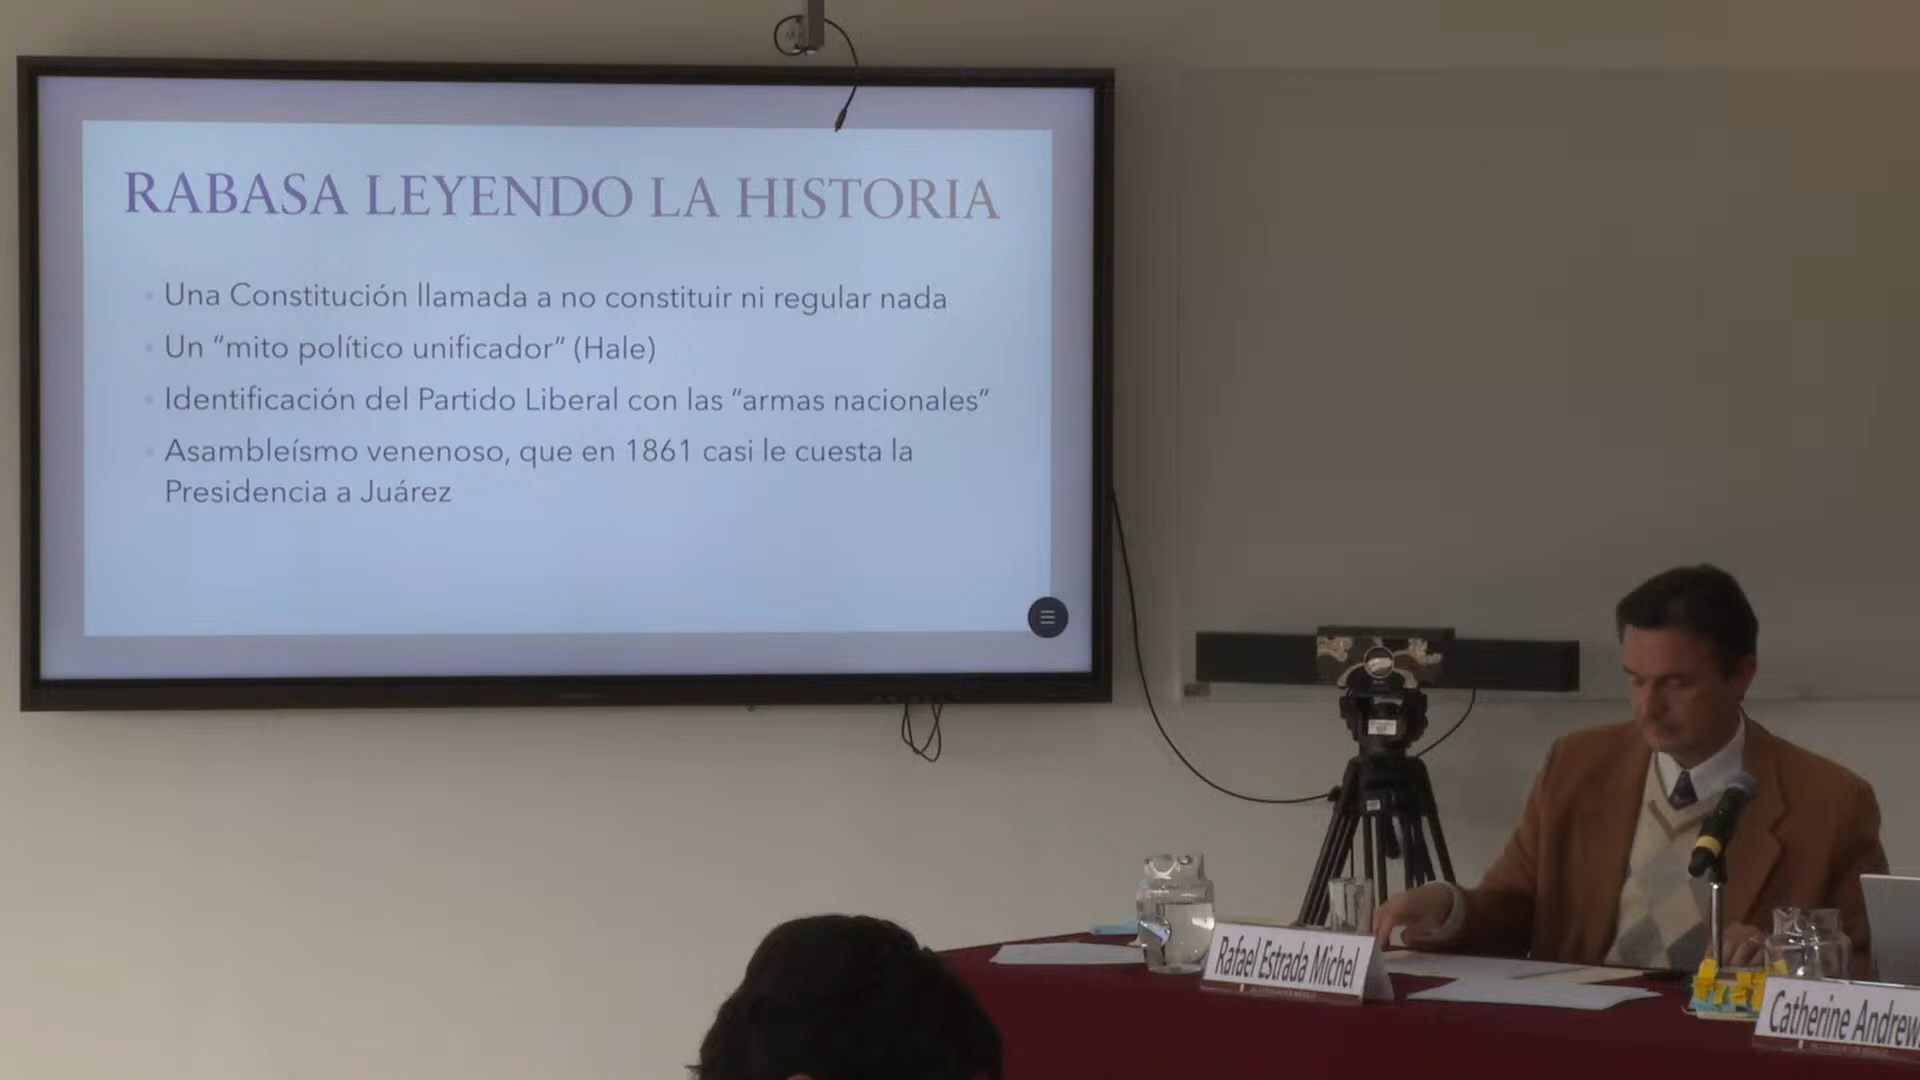 RABASA LEYENDO LA HISTORIA
Una Constitución llamada a no constituir ni regular nada
Un “mito político unificador” (Hale)
Identificación del Partido Liberal con las “armas nacionales”
Asambleísmo venenoso, que en 1861 casi le cuesta la
Presidencia a Juárez
Rafael Estrada Michel
Catherine Andrew